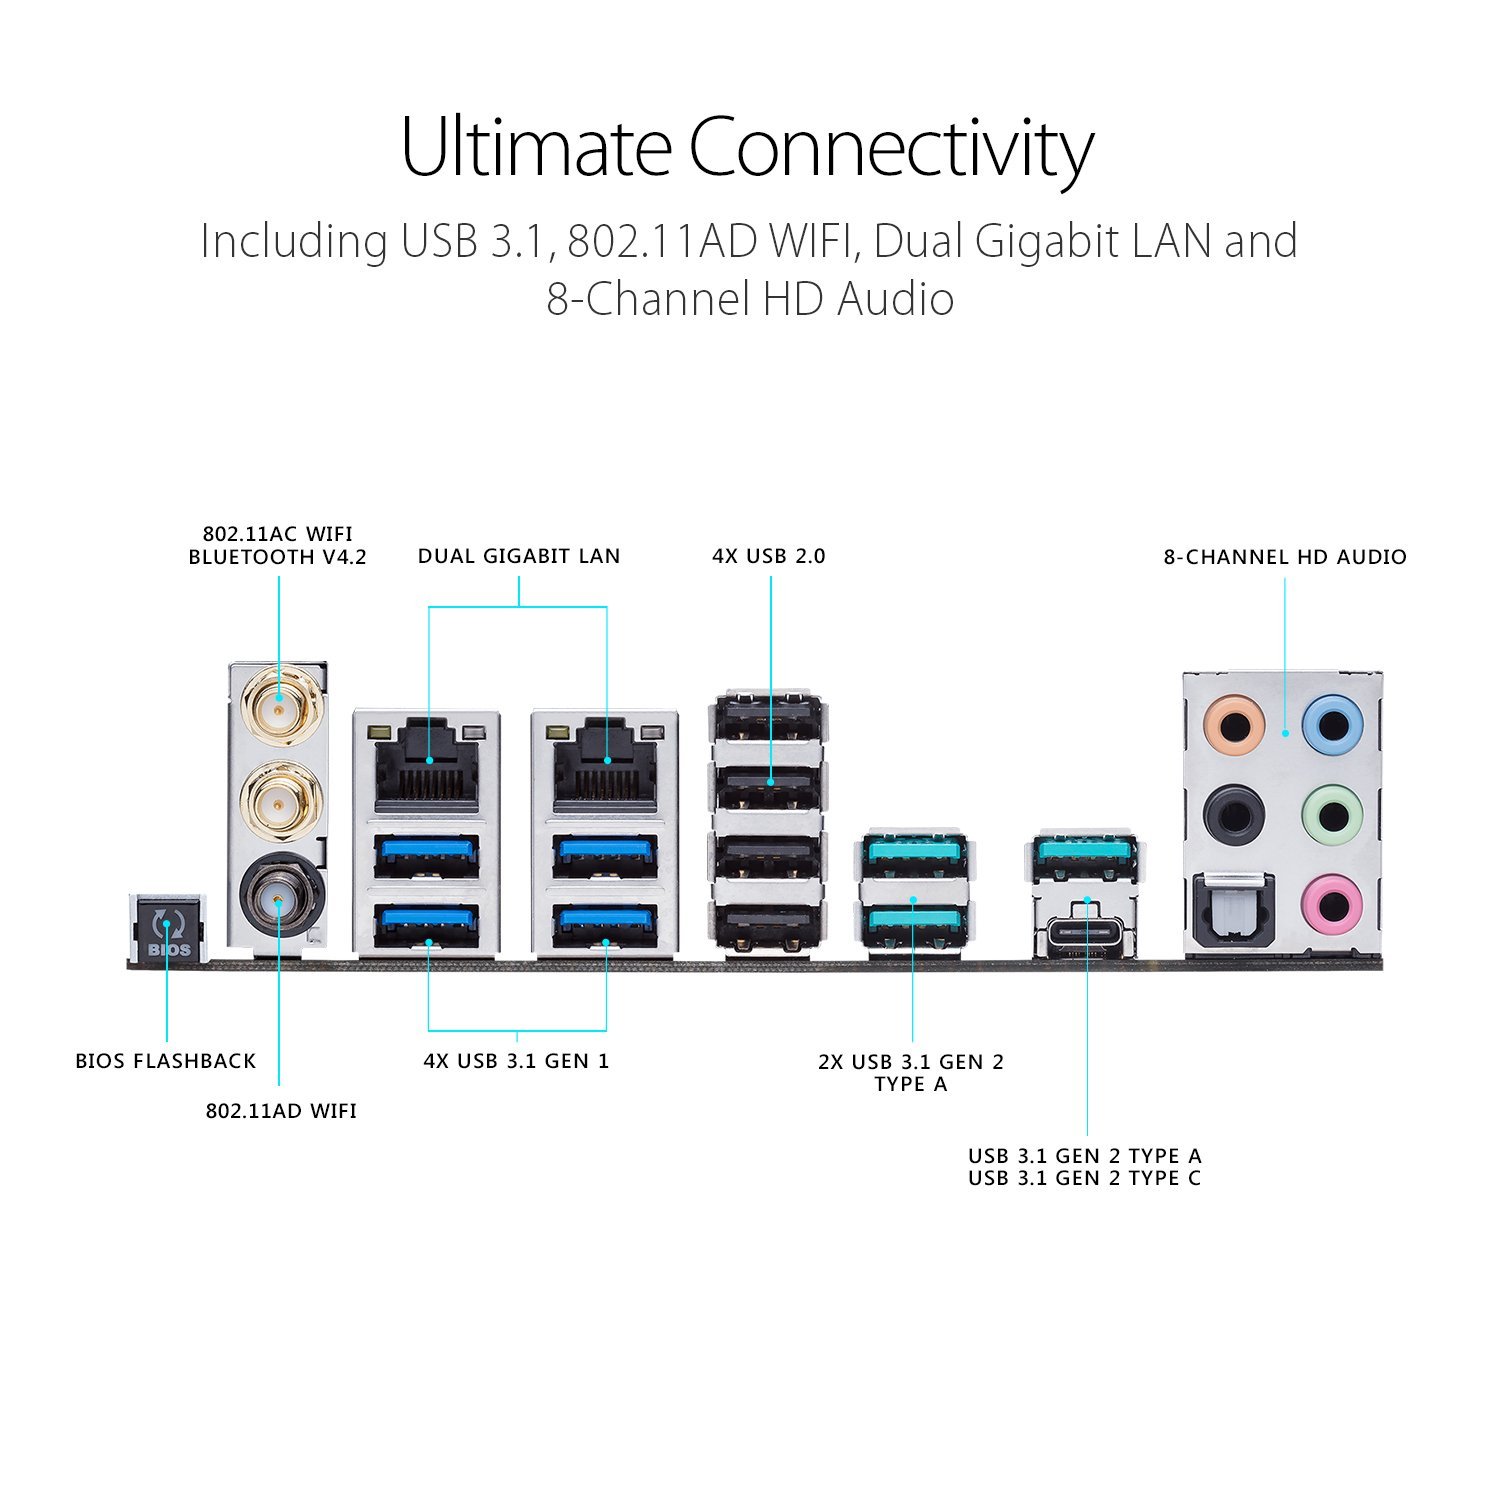 Ultimate Connectivity
Including USB 3.1, 802.11AD WIFI, Dual Gigabit LAN and
8-Channel HD Audio
802.11AC WIFI
BLUETOOTH V4.2
DUAL GIGABIT LAN
4X USB 2.0
8-CHANNEL HD AUDIO
BIOS
BIOS FLASHBACK
802.11AD WIFI
4X USB 3.1 GEN 1
2X USB 3.1 GEN 2
TYPE A
USB 3.1 GEN 2 TYPE A
USB 3.1 GEN 2 TYPE C